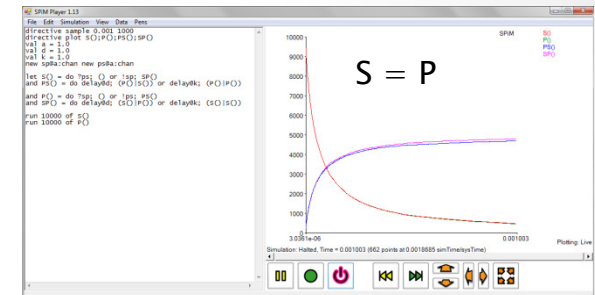 SPiM Player 1.13
File Edit Simulation View Data Pens
directive sample 0.001 1000
directive plot S();P();PS();SP()
val a = 1.0
val d = 1.0
val k = 1.0
new sp@a:chan new ps@a:chan
let S() = do ?ps; () or !sp; SP()
and PS() = do delay@d; (P()|S()) or delay@k; (P()|P())
and P() = do ?sp; () or !ps; PS()
and SP() = do delay@d; (S()|P()) or delay@k; (S()|S())
run 10000 of S()
run 10000 of P()
SPiM
S()
P()
PS()
SP()
S = P
10000
9000
8000
7000
6000
5000
4000
3000
2000
1000
0
3.0361e-06
0.001003
Plotting: Live
Simulation: Halted, Time = 0.001003 (662 points at 0.0018685 simTime/sysTime)